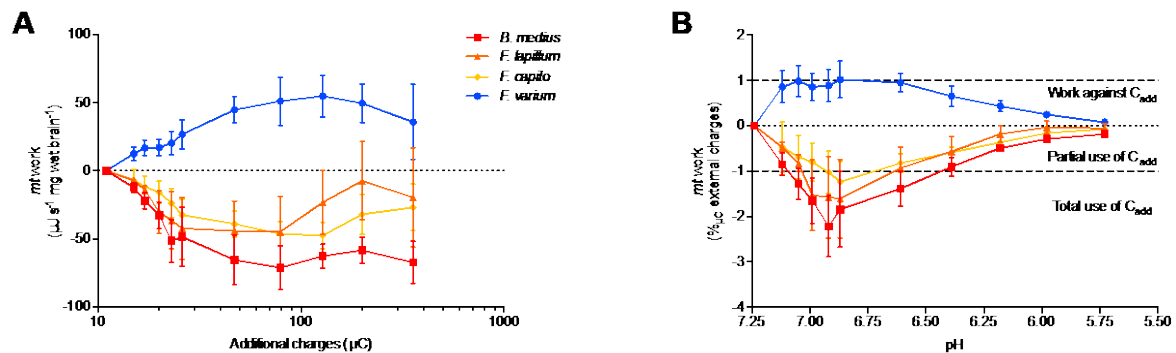 A
B. medius
F. lapillum
F. capito
F. varium
100
50
0
-50
-100
10
100
1000
mt work
(µJ s-1 mg wet brain-1)
Additional charges (µC)
B
2
1
0
-1
-2
-3
-4
7.25
7.00
6.75
6.50
6.25
6.00
5.75
5.50
mt work
(%µC external charges)
pH
Work against Cadd
Partial use of Cadd
Total use of Cadd